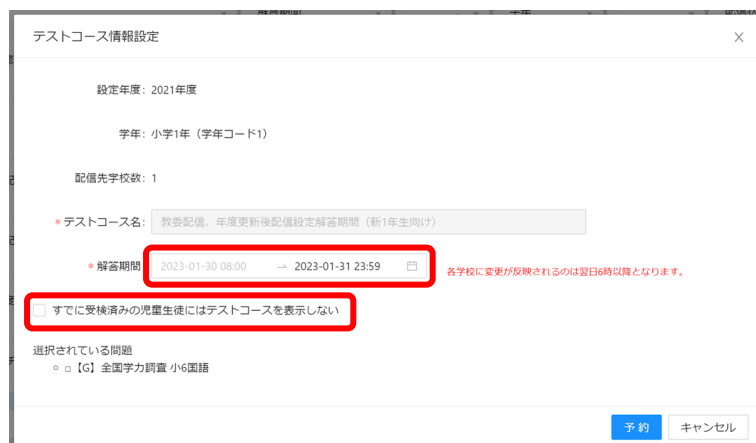 テストコース情報設定
設定年度: 2021年度
学年: 小学1年（学年コード1）
配信先学校数: 1
* テストコース名: 教委配信、年度更新後配信設定解答期間（新1年生向け）
* 解答期間 2023-01-30 08:00 → 2023-01-31 23:59
各学校に変更が反映されるのは翌日6時以降となります。
すでに受検済みの児童生徒にはテストコースを表示しない
選択されている問題
【G】全国学力調査 小6国語
予約 キャンセル